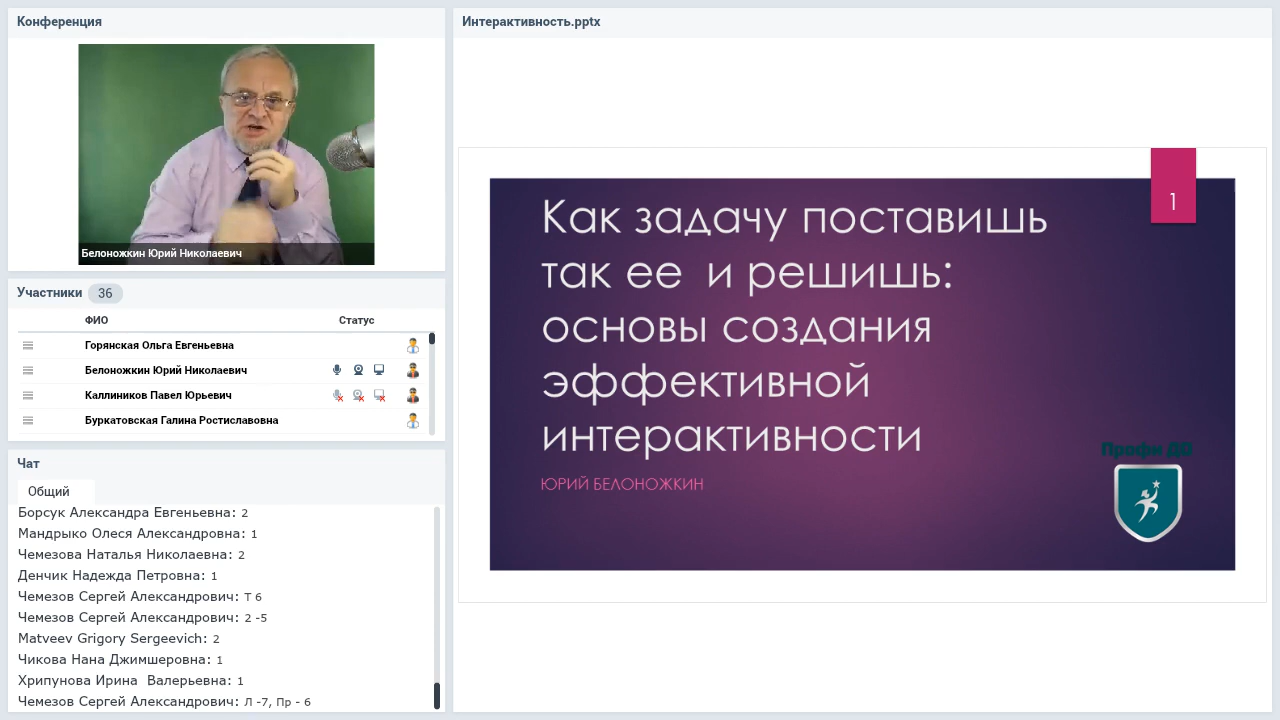 Конференция
Белоножкин Юрий Николаевич
Участники 36
ФИО Статус
Горянская Ольга Евгеньевна
Белоножкин Юрий Николаевич
Каллиников Павел Юрьевич
Буркатовская Галина Ростиславовна
Чат
Общий
Борсук Александра Евгеньевна: 2
Мандрыко Олеся Александровна: 1
Чемезова Наталья Николаевна: 2
Денчик Надежда Петровна: 1
Чемезов Сергей Александрович: Т 6
Чемезов Сергей Александрович: 2 -5
Matveev Grigory Sergeevich: 2
Чикова Нана Джимшеровна: 1
Хрипунова Ирина  Валерьевна: 1
Чемезов Сергей Александрович: Л -7, Пр - 6
Интерактивность.pptx
1
Как задачу поставишь
так ее  и решишь:
основы создания
эффективной
интерактивности
ЮРИЙ БЕЛОНОЖКИН
Профи ДО